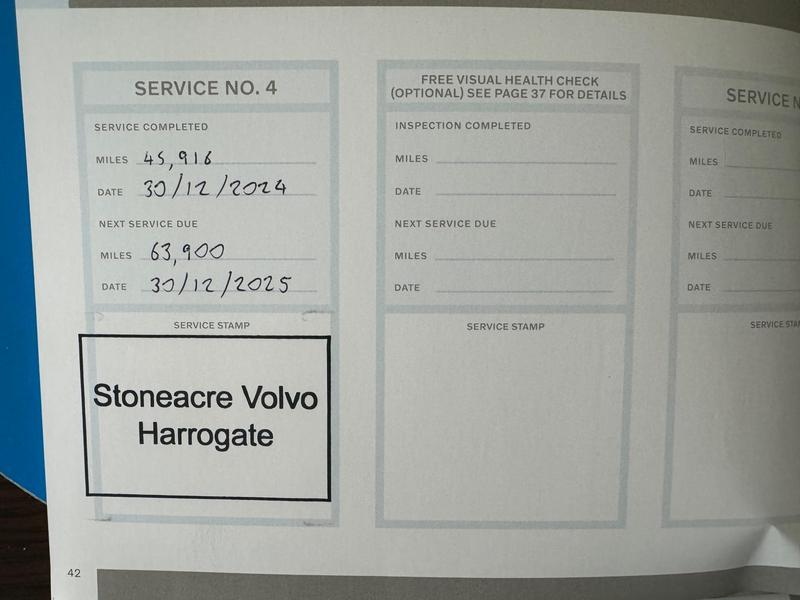 SERVICE NO. 4
SERVICE COMPLETED
MILES 45,916
DATE 30/12/2024
NEXT SERVICE DUE
MILES 63,900
DATE 30/12/2025
SERVICE STAMP
Stoneacre Volvo
Harrogate
FREE VISUAL HEALTH CHECK
(OPTIONAL) SEE PAGE 37 FOR DETAILS
INSPECTION COMPLETED
MILES
DATE
NEXT SERVICE DUE
MILES
DATE
SERVICE STAMP
SERVICE N
SERVICE COMPLETED
MILES
DATE
NEXT SERVICE DUE
MILES
DATE
SERVICE STAM
42